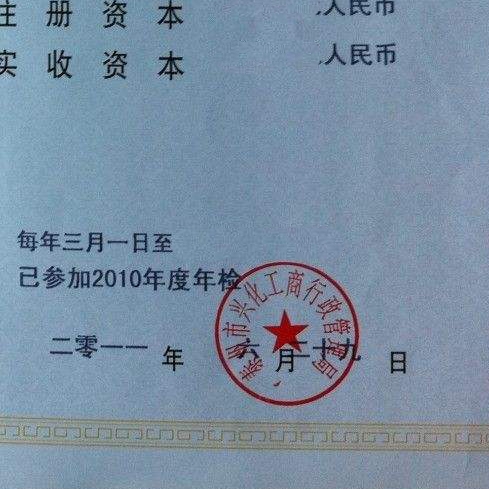 注册资本 人民币
实收资本 ,人民币
每年三月一日至
已参加2010年度年检
泰州市兴化工商行政管理局
二零一一 年 六 月 二十九 日